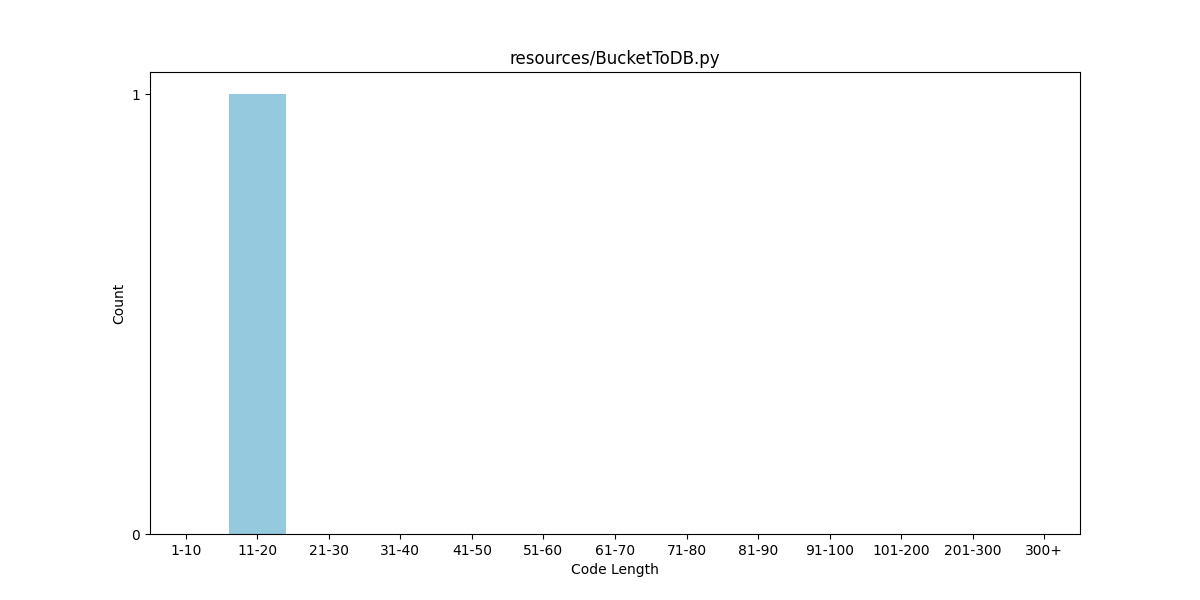 resources/BucketToDB.py
1
Count
0
1-10 11-20 21-30 31-40 41-50 51-60 61-70 71-80 81-90 91-100 101-200 201-300 300+
Code Length